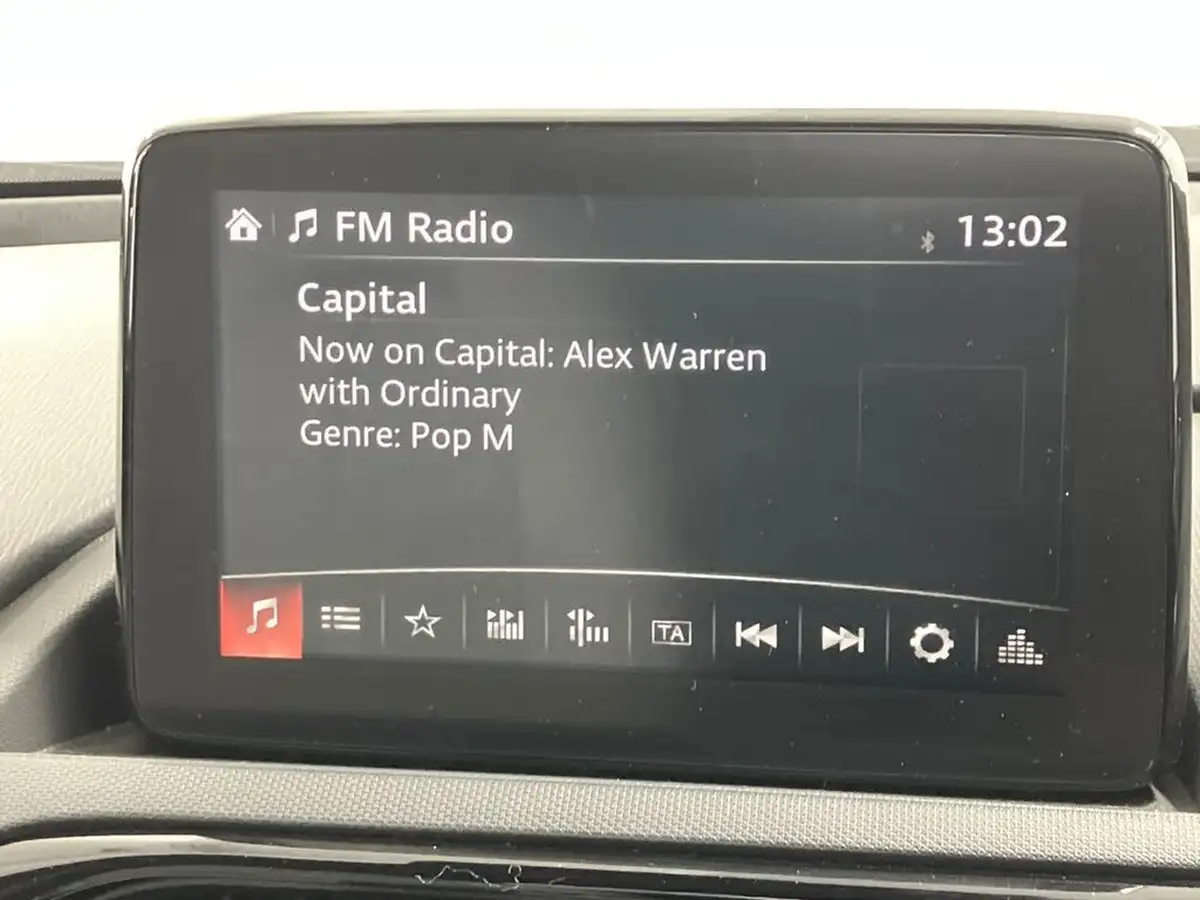 FM Radio
13:02
Capital
Now on Capital: Alex Warren
with Ordinary
Genre: Pop M
TA